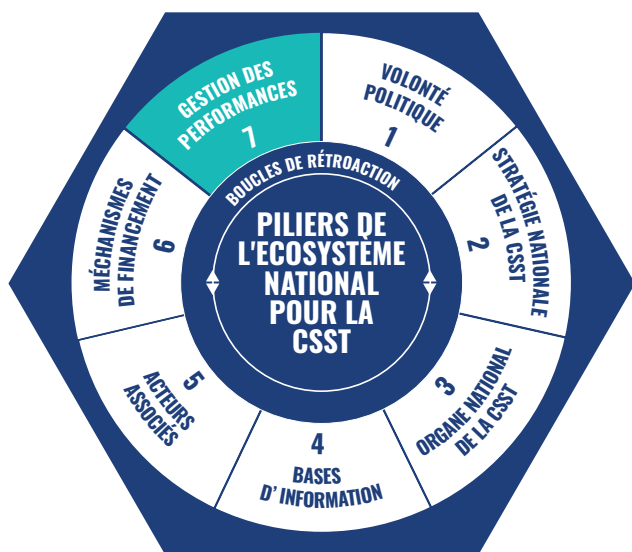 BOUCLES DE RÉTROACTION
PILIERS DE
L'ECOSYSTÈME
NATIONAL
POUR LA
CSST
VOLONTÉ
POLITIQUE
1
STRATÉGIE NATIONALE
DE LA CSST
2
3
ORGANE NATIONAL
DE LA CSST
4
BASES
D' INFORMATION
5
ACTEURS
ASSOCIÉS
MÉCHANISMES
DE FINANCEMENT
6
GESTION DES
PERFORMANCES
7